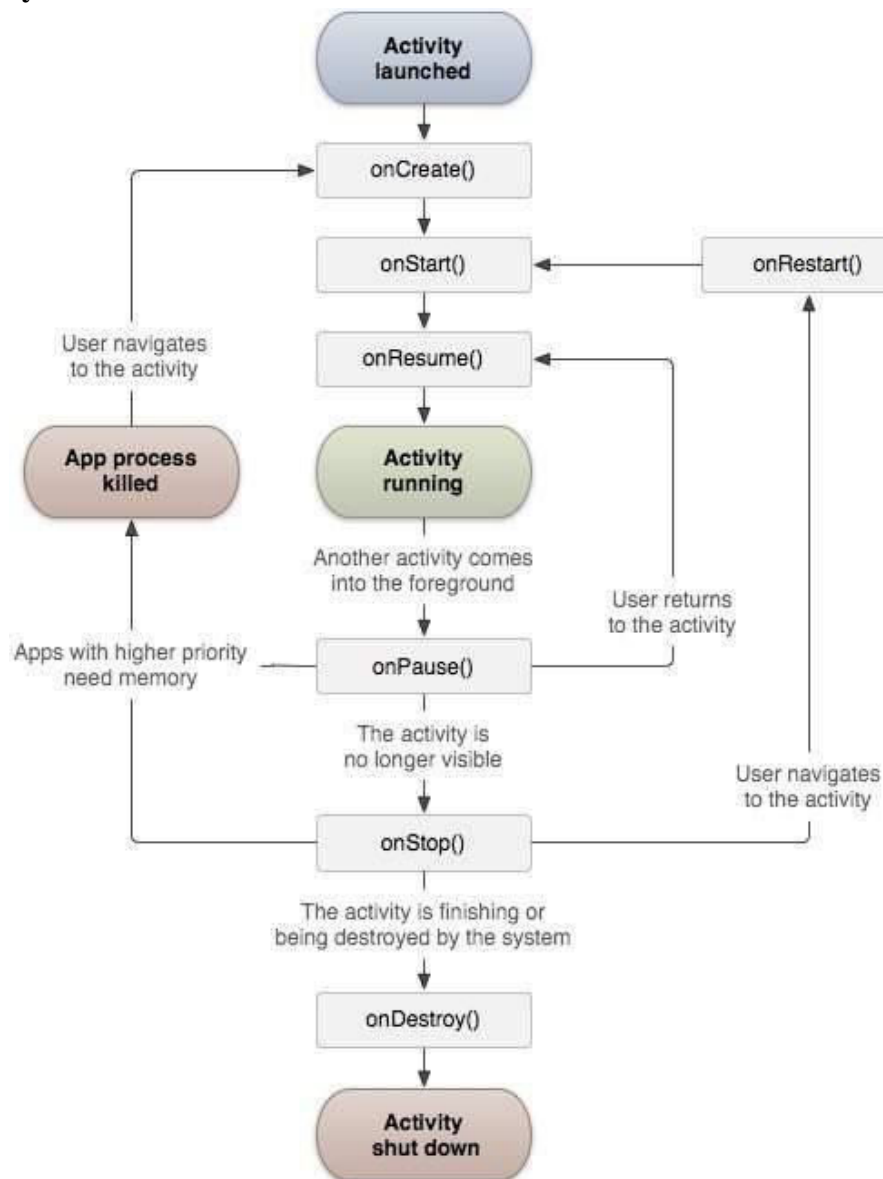 Activity
launched
onCreate()
onStart()
onRestart()
onResume()
User navigates
to the activity
App process
killed
Activity
running
Another activity comes
into the foreground
User returns
to the activity
Apps with higher priority
need memory
onPause()
The activity is
no longer visible
User navigates
to the activity
onStop()
The activity is finishing or
being destroyed by the system
onDestroy()
Activity
shut down